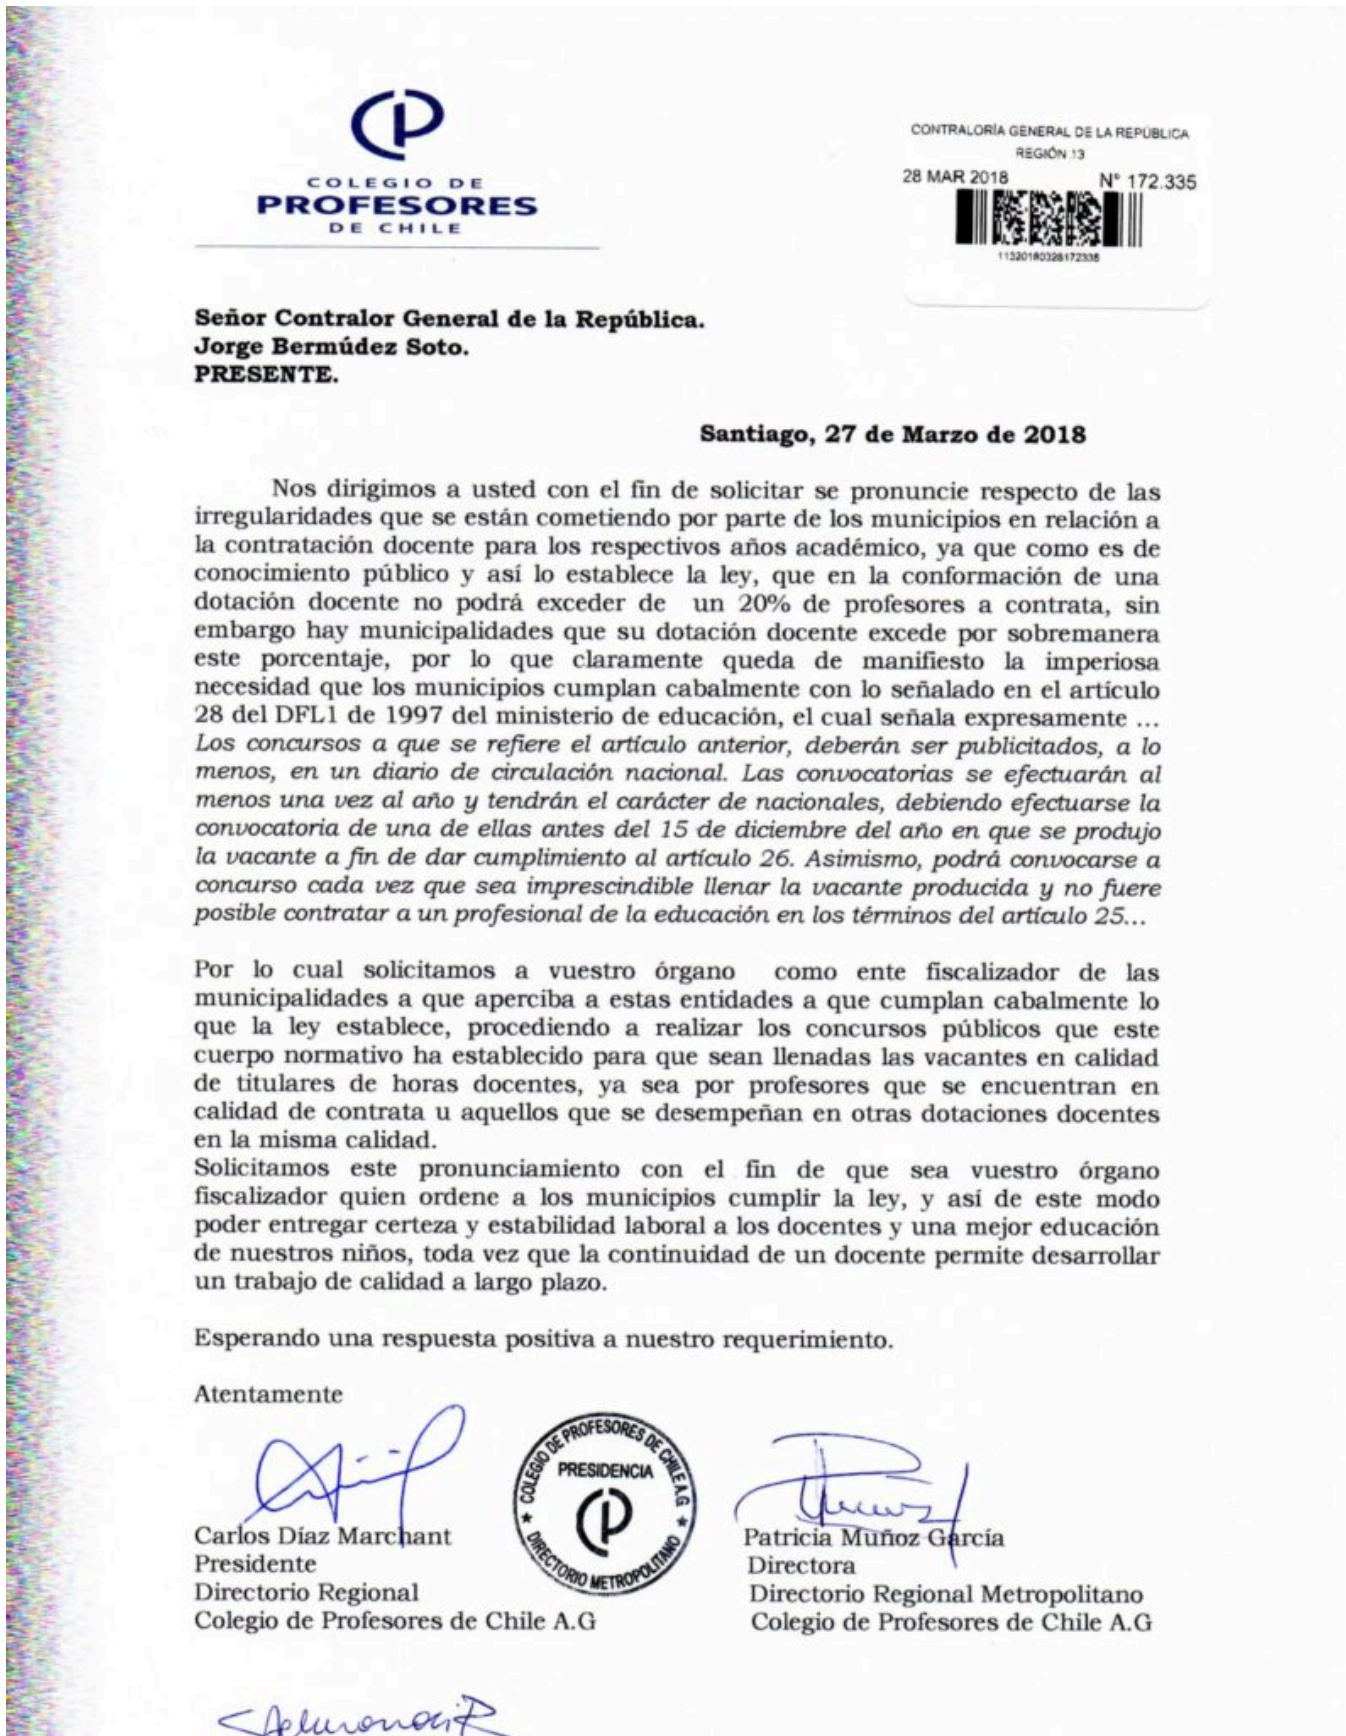 COLEGIO DE
PROFESORES
DE CHILE
CONTRALORÍA GENERAL DE LA REPÚBLICA
REGIÓN 13
28 MAR 2018 N° 172.335
11320180328172335
Señor Contralor General de la República.
Jorge Bermúdez Soto.
PRESENTE.
Santiago, 27 de Marzo de 2018
Nos dirigimos a usted con el fin de solicitar se pronuncie respecto de las
irregularidades que se están cometiendo por parte de los municipios en relación a
la contratación docente para los respectivos años académico, ya que como es de
conocimiento público y así lo establece la ley, que en la conformación de una
dotación docente no podrá exceder de un 20% de profesores a contrata, sin
embargo hay municipalidades que su dotación docente excede por sobremanera
este porcentaje, por lo que claramente queda de manifiesto la imperiosa
necesidad que los municipios cumplan cabalmente con lo señalado en el artículo
28 del DFL1 de 1997 del ministerio de educación, el cual señala expresamente ...
Los concursos a que se refiere el artículo anterior, deberán ser publicitados, a lo
menos, en un diario de circulación nacional. Las convocatorias se efectuarán al
menos una vez al año y tendrán el carácter de nacionales, debiendo efectuarse la
convocatoria de una de ellas antes del 15 de diciembre del año en que se produjo
la vacante a fin de dar cumplimiento al artículo 26. Asimismo, podrá convocarse a
concurso cada vez que sea imprescindible llenar la vacante producida y no fuere
posible contratar a un profesional de la educación en los términos del artículo 25...
Por lo cual solicitamos a vuestro órgano como ente fiscalizador de las
municipalidades a que aperciba a estas entidades a que cumplan cabalmente lo
que la ley establece, procediendo a realizar los concursos públicos que este
cuerpo normativo ha establecido para que sean llenadas las vacantes en calidad
de titulares de horas docentes, ya sea por profesores que se encuentran en
calidad de contrata u aquellos que se desempeñan en otras dotaciones docentes
en la misma calidad.
Solicitamos este pronunciamiento con el fin de que sea vuestro órgano
fiscalizador quien ordene a los municipios cumplir la ley, y así de este modo
poder entregar certeza y estabilidad laboral a los docentes y una mejor educación
de nuestros niños, toda vez que la continuidad de un docente permite desarrollar
un trabajo de calidad a largo plazo.
Esperando una respuesta positiva a nuestro requerimiento.
Atentamente
COLEGIO DE PROFESORES DE CHILE A.G
PRESIDENCIA
DIRECTORIO METROPOLITANO
Carlos Díaz Marchant
Presidente
Directorio Regional
Colegio de Profesores de Chile A.G
Patricia Muñoz García
Directora
Directorio Regional Metropolitano
Colegio de Profesores de Chile A.G